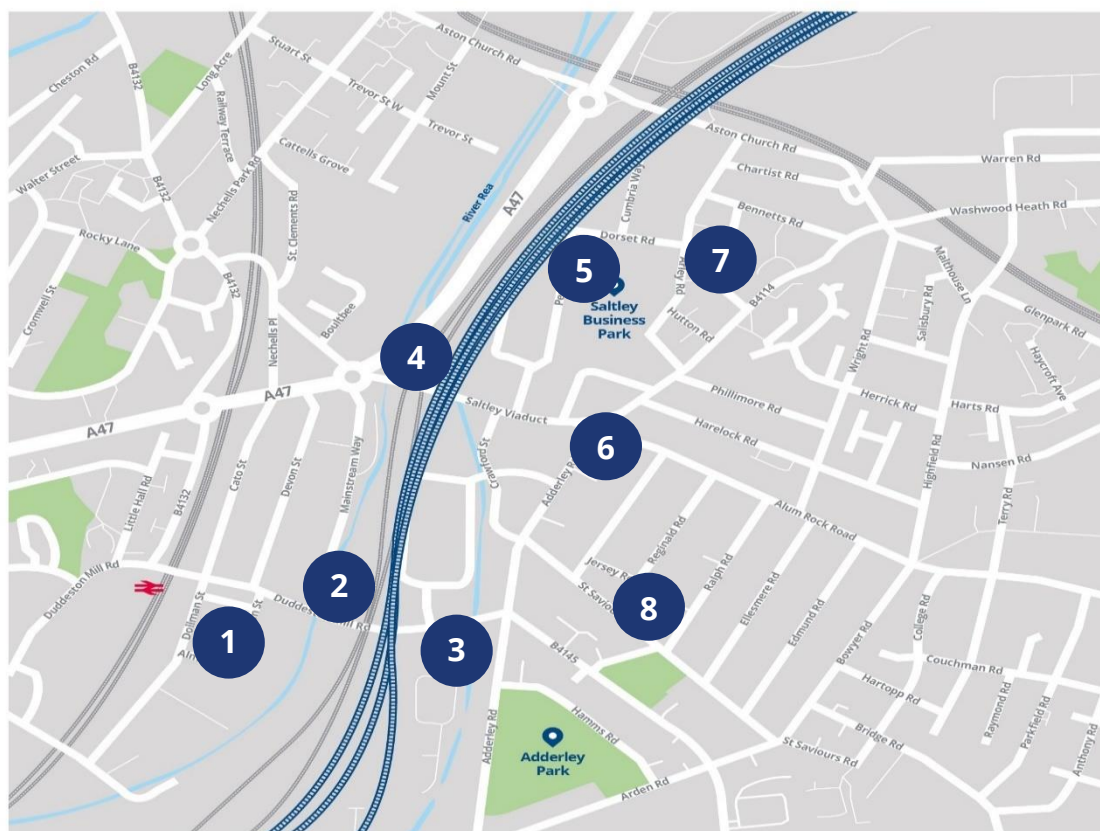 Cheston Rd
B4132
Long Acre
Stuart St
Mount St
Aston Church Rd
Railway Terrace
Trevor St W
Trevor St
Cattells Grove
Walter Street
B4132
Nechells Park Rd
River Rea
A47
Aston Church Rd
Chartist Rd
Warren Rd
Cumbria Way
Bennetts Rd
Washwood Heath Rd
Rocky Lane
St. Clements Rd
Dorset Rd
5
7
Malthouse Ln
B4132
Cromwell St
Boultbee
Saltley
Business
Park
B4114
Hutton Rd
Salisbury Rd
Glenpark Rd
Nechells Pl
4
Wright Rd
Haycroft Ave
A47
A47
Saltley Viaduct
Phillimore Rd
Herrick Rd
Harts Rd
Harelock Rd
6
Crawford St
Highfield Rd
Nansen Rd
Little Hall Rd
B4132
Cato St
Devon St
Mainstream Way
Alum Rock Road
Terry Rd
Reginald Rd
Duddeston Mill Rd
2
8
Ralph Rd
Ellesmere Rd
Edmund Rd
Dollman St
1
3
Bowyer Rd
College Rd
B4145
Couchman Rd
Hartopp Rd
Raymond Rd
Parkfield Rd
Adderley Rd
Hamms Rd
Bridge Rd
Adderley
Park
St Saviours Rd
Anthony Rd
Arden Rd